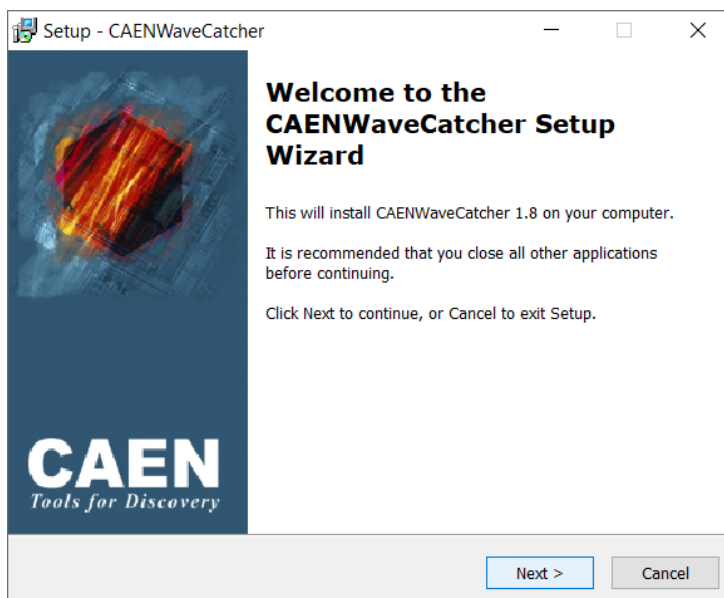 Setup - CAENWaveCatcher
Welcome to the
CAENWaveCatcher Setup
Wizard
This will install CAENWaveCatcher 1.8 on your computer.
It is recommended that you close all other applications
before continuing.
Click Next to continue, or Cancel to exit Setup.
CAEN
Tools for Discovery
Next >
Cancel